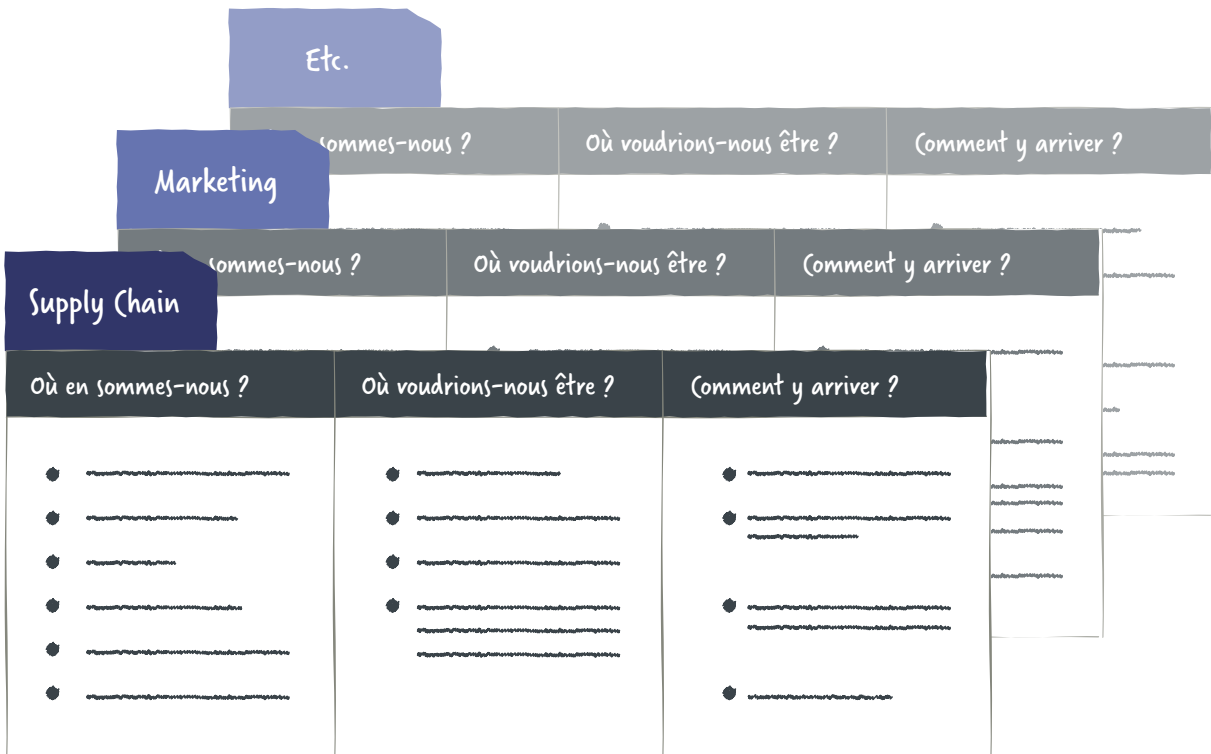 Etc.
sommes-nous ? Où voudrions-nous être ? Comment y arriver ?
Marketing
sommes-nous ? Où voudrions-nous être ? Comment y arriver ?
Supply Chain
Où en sommes-nous ? Où voudrions-nous être ? Comment y arriver ?